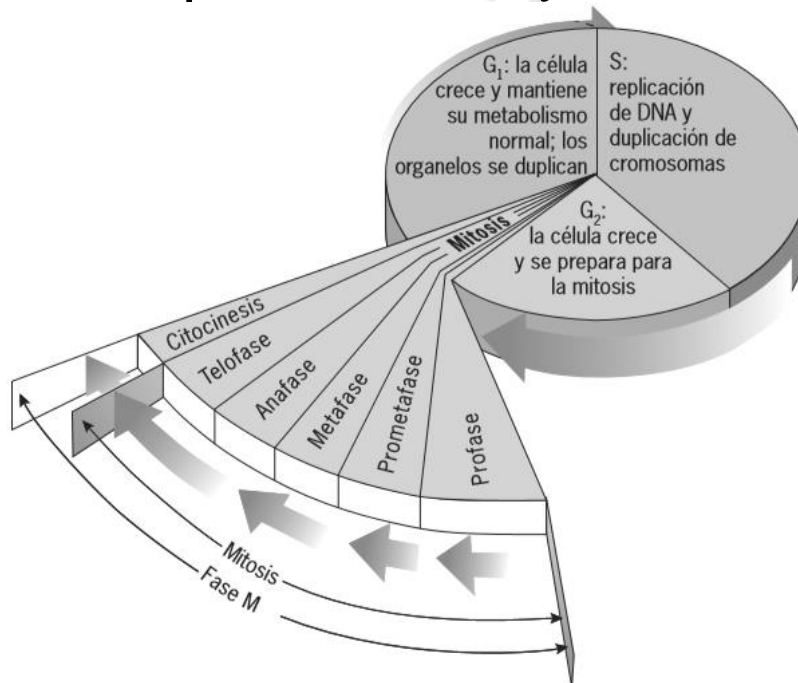 G₁: la célula
crece y mantiene
su metabolismo
normal; los
organelos se duplican
S:
replicación
de DNA y
duplicación de
cromosomas
G₂:
la célula crece
y se prepara para
la mitosis
Mitosis
Citocinesis
Telofase
Anafase
Metafase
Prometafase
Profase
Mitosis
Fase M